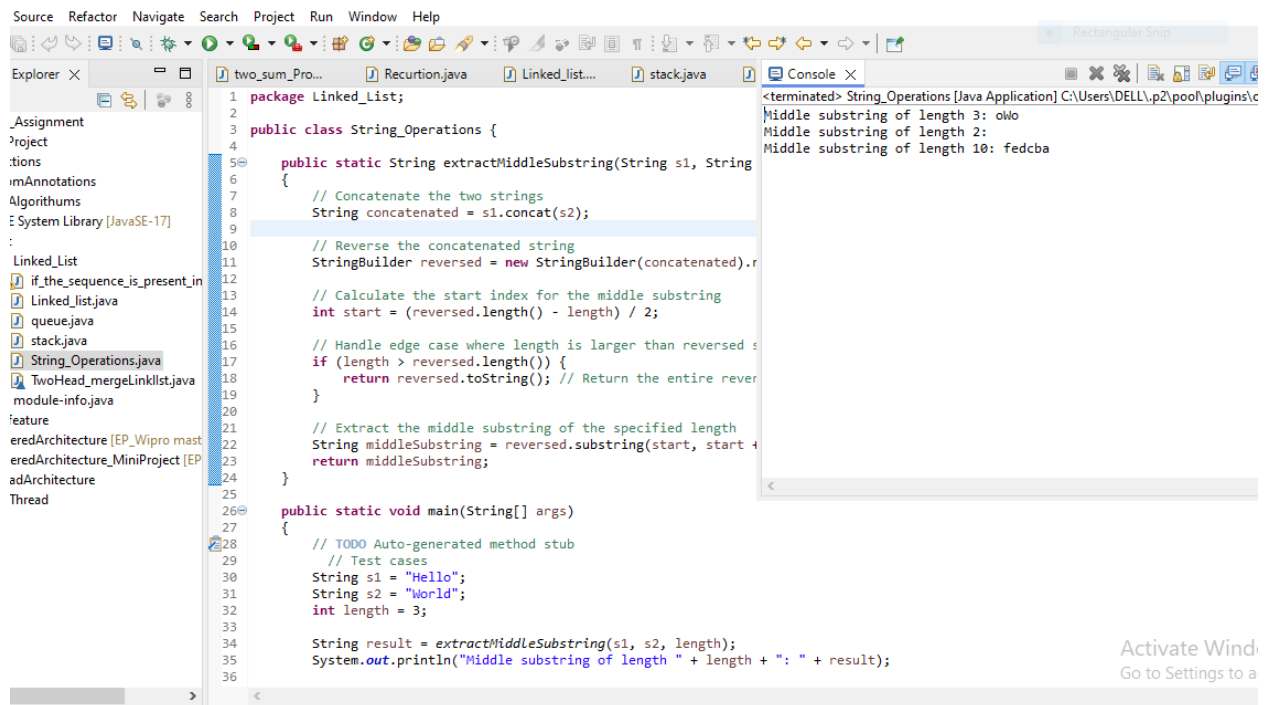 Source Refactor Navigate Search Project Run Window Help
Rectangular Snip
Explorer
_Assignment
Project
tions
omAnnotations
Algorithums
E System Library [JavaSE-17]
Linked_List
if_the_sequence_is_present_in
Linked_list.java
queue.java
stack.java
String_Operations.java
TwoHead_mergeLinkllst.java
module-info.java
feature
eredArchitecture [EP_Wipro mast
eredArchitecture_MiniProject [EP
adArchitecture
Thread
two_sum_Pro... Recurtion.java Linked_list.... stack.java
1 package Linked_List;
2
3 public class String_Operations {
4
5 public static String extractMiddleSubstring(String s1, String
6 {
7 // Concatenate the two strings
8 String concatenated = s1.concat(s2);
9
10 // Reverse the concatenated string
11 StringBuilder reversed = new StringBuilder(concatenated).r
12
13 // Calculate the start index for the middle substring
14 int start = (reversed.length() - length) / 2;
15
16 // Handle edge case where length is larger than reversed s
17 if (length > reversed.length()) {
18 return reversed.toString(); // Return the entire rever
19 }
20
21 // Extract the middle substring of the specified length
22 String middleSubstring = reversed.substring(start, start +
23 return middleSubstring;
24 }
25
26 public static void main(String[] args)
27 {
28 // TODO Auto-generated method stub
29 // Test cases
30 String s1 = "Hello";
31 String s2 = "World";
32 int length = 3;
33
34 String result = extractMiddleSubstring(s1, s2, length);
35 System.out.println("Middle substring of length " + length + ": " + result);
36
Console
<terminated> String_Operations [Java Application] C:\Users\DELL\.p2\pool\plugins\o
Middle substring of length 3: oWo
Middle substring of length 2:
Middle substring of length 10: fedcba
Activate Wind
Go to Settings to a